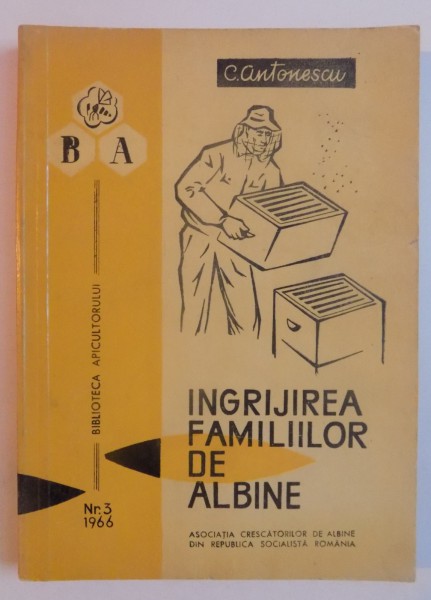 C. Antonescu
B A
BIBLIOTECA APICULTORULUI
Nr. 3
1966
INGRIJIREA
FAMILIILOR
DE
ALBINE
ASOCIAȚIA CRESCĂTORILOR DE ALBINE
DIN REPUBLICA SOCIALISTĂ ROMÂNIA